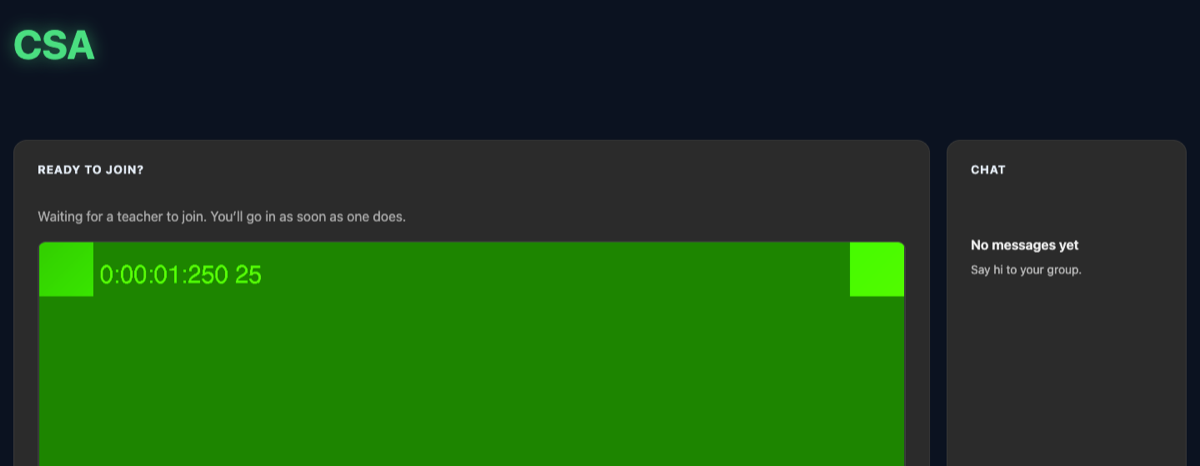 CSA
READY TO JOIN?
Waiting for a teacher to join. You’ll go in as soon as one does.
0:00:01:250 25
CHAT
No messages yet
Say hi to your group.